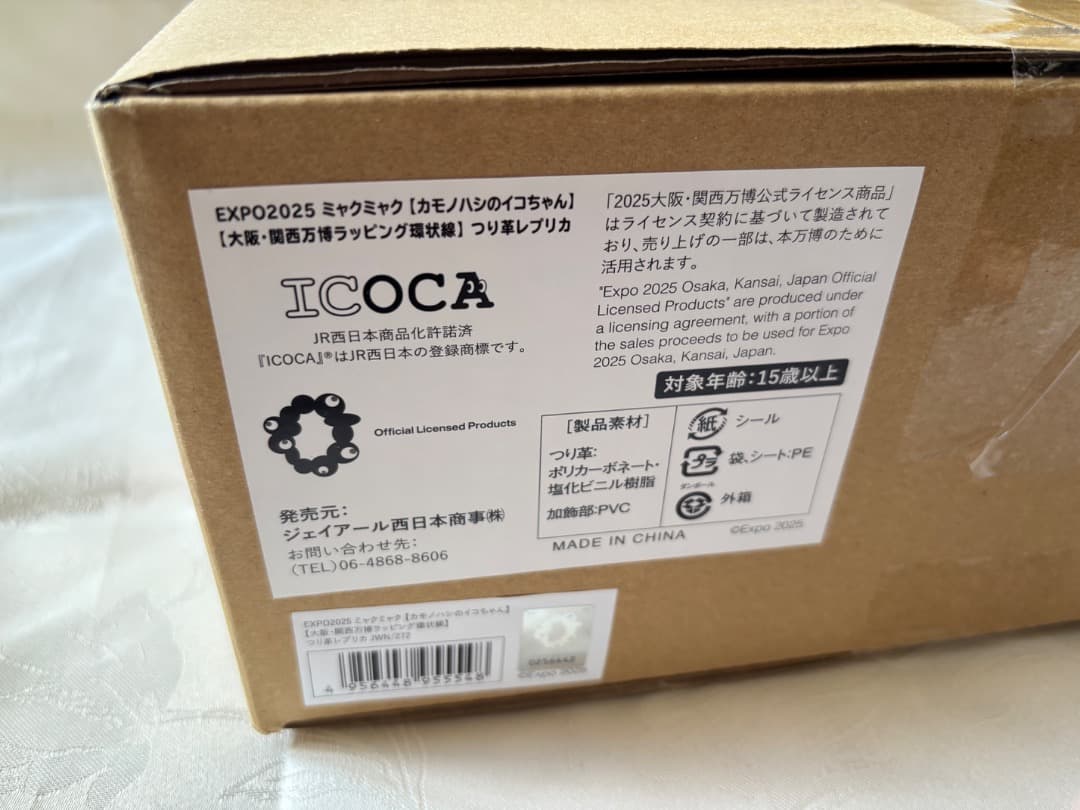 EXPO2025 ミャクミャク【カモノハシのイコちゃん】
【大阪・関西万博ラッピング環状線】つり革レプリカ
ICOCA
JR西日本商品化許諾済
『ICOCA』®はJR西日本の登録商標です。
Official Licensed Products
発売元：
ジェイアール西日本商事㈱
お問い合わせ先：
（TEL）06-4868-8606
「2025大阪・関西万博公式ライセンス商品」
はライセンス契約に基づいて製造されて
おり、売り上げの一部は、本万博のために
活用されます。
"Expo 2025 Osaka, Kansai, Japan Official
Licensed Products" are produced under
a licensing agreement, with a portion of
the sales proceeds to be used for Expo
2025 Osaka, Kansai, Japan.
対象年齢：15歳以上
［製品素材］
つり革：
ポリカーボネート・
塩化ビニル樹脂
加飾部：PVC
紙 シール
プラ 袋、シート：PE
ダンボール
外箱
MADE IN CHINA
©Expo 2025
EXPO2025 ミャクミャク【カモノハシのイコちゃん】
【大阪・関西万博ラッピング環状線】
つり革レプリカ JWN/272
4 956448 955548
©Expo 2025